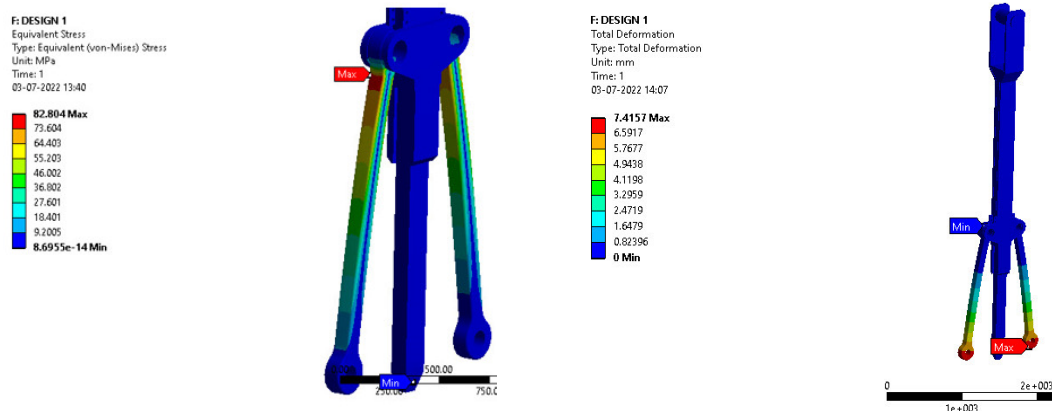 F: DESIGN 1
Equivalent Stress
Type: Equivalent (von-Mises) Stress
Unit: MPa
Time: 1
03-07-2022 13:40
82.804 Max
73.604
64.403
55.203
46.002
36.802
27.601
18.401
9.2005
8.6955e-14 Min
Max
Min
500.00
250.00
750.0
F: DESIGN 1
Total Deformation
Type: Total Deformation
Unit: mm
Time: 1
03-07-2022 14:07
7.4157 Max
6.5917
5.7677
4.9438
4.1198
3.2959
2.4719
1.6479
0.82396
0 Min
Min
Max
0
2e+003
1e+003